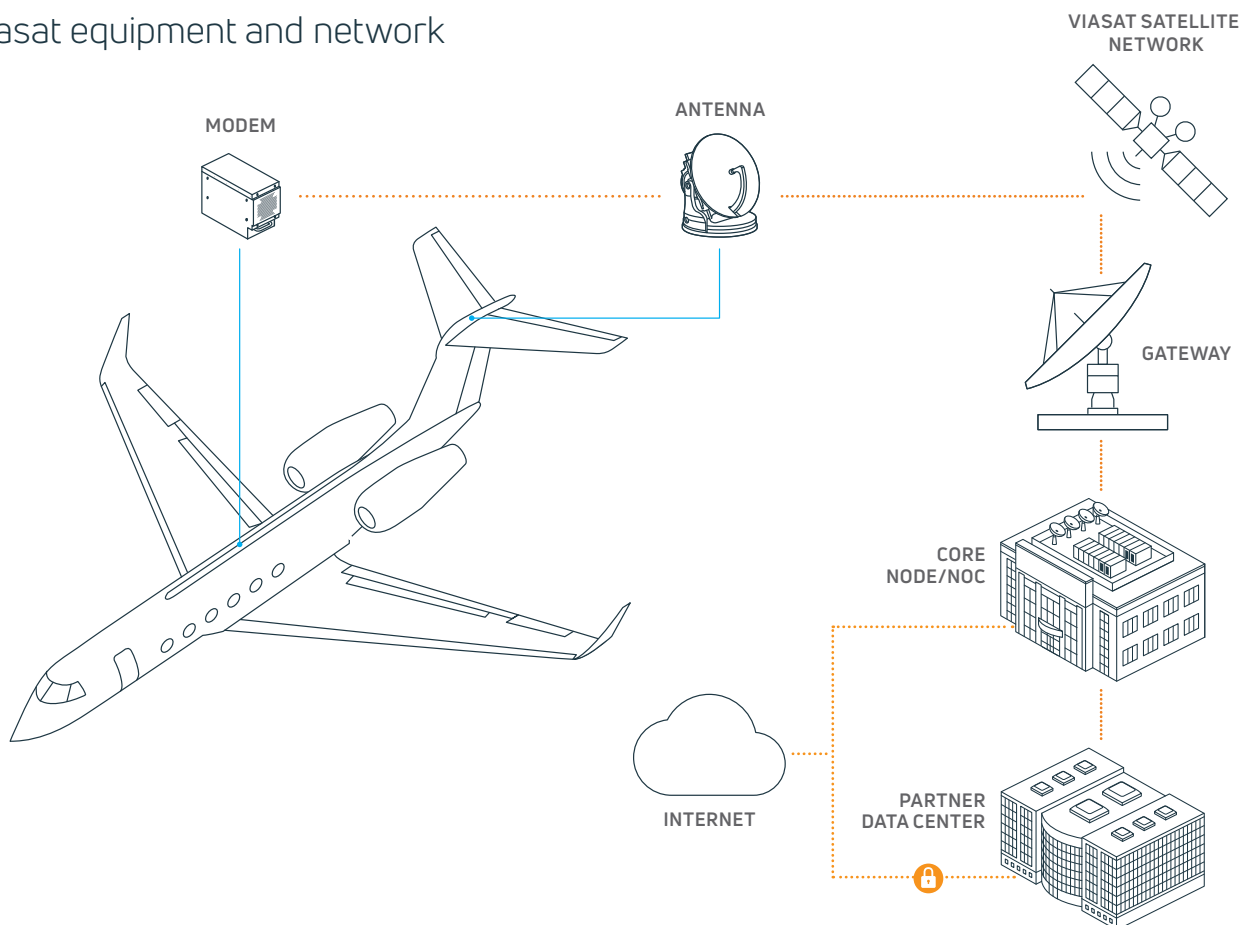 asat equipment and network
VIASAT SATELLITE
NETWORK
ANTENNA
MODEM
GATEWAY
CORE
NODE/NOC
PARTNER
DATA CENTER
INTERNET